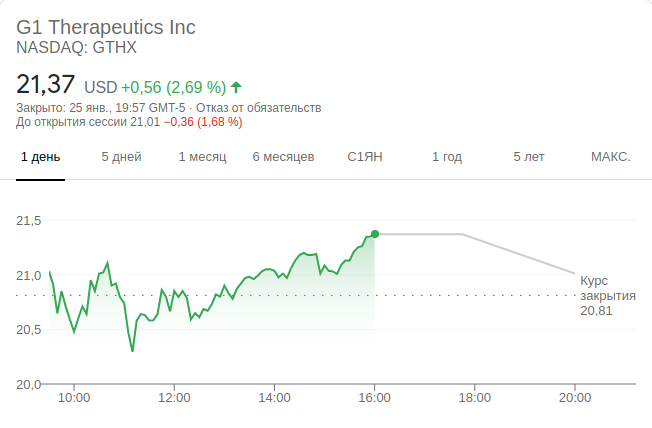 G1 Therapeutics Inc
NASDAQ: GTHX
21,37 USD +0,56 (2,69 %)
Закрыто: 25 янв., 19:57 GMT-5 · Отказ от обязательств
До открытия сессии 21,01 −0,36 (1,68 %)
1 день 5 дней 1 месяц 6 месяцев С1ЯН 1 год 5 лет МАКС.
21,5
21,0
Курс
закрытия
20,81
20,5
20,0
10:00 12:00 14:00 16:00 18:00 20:00